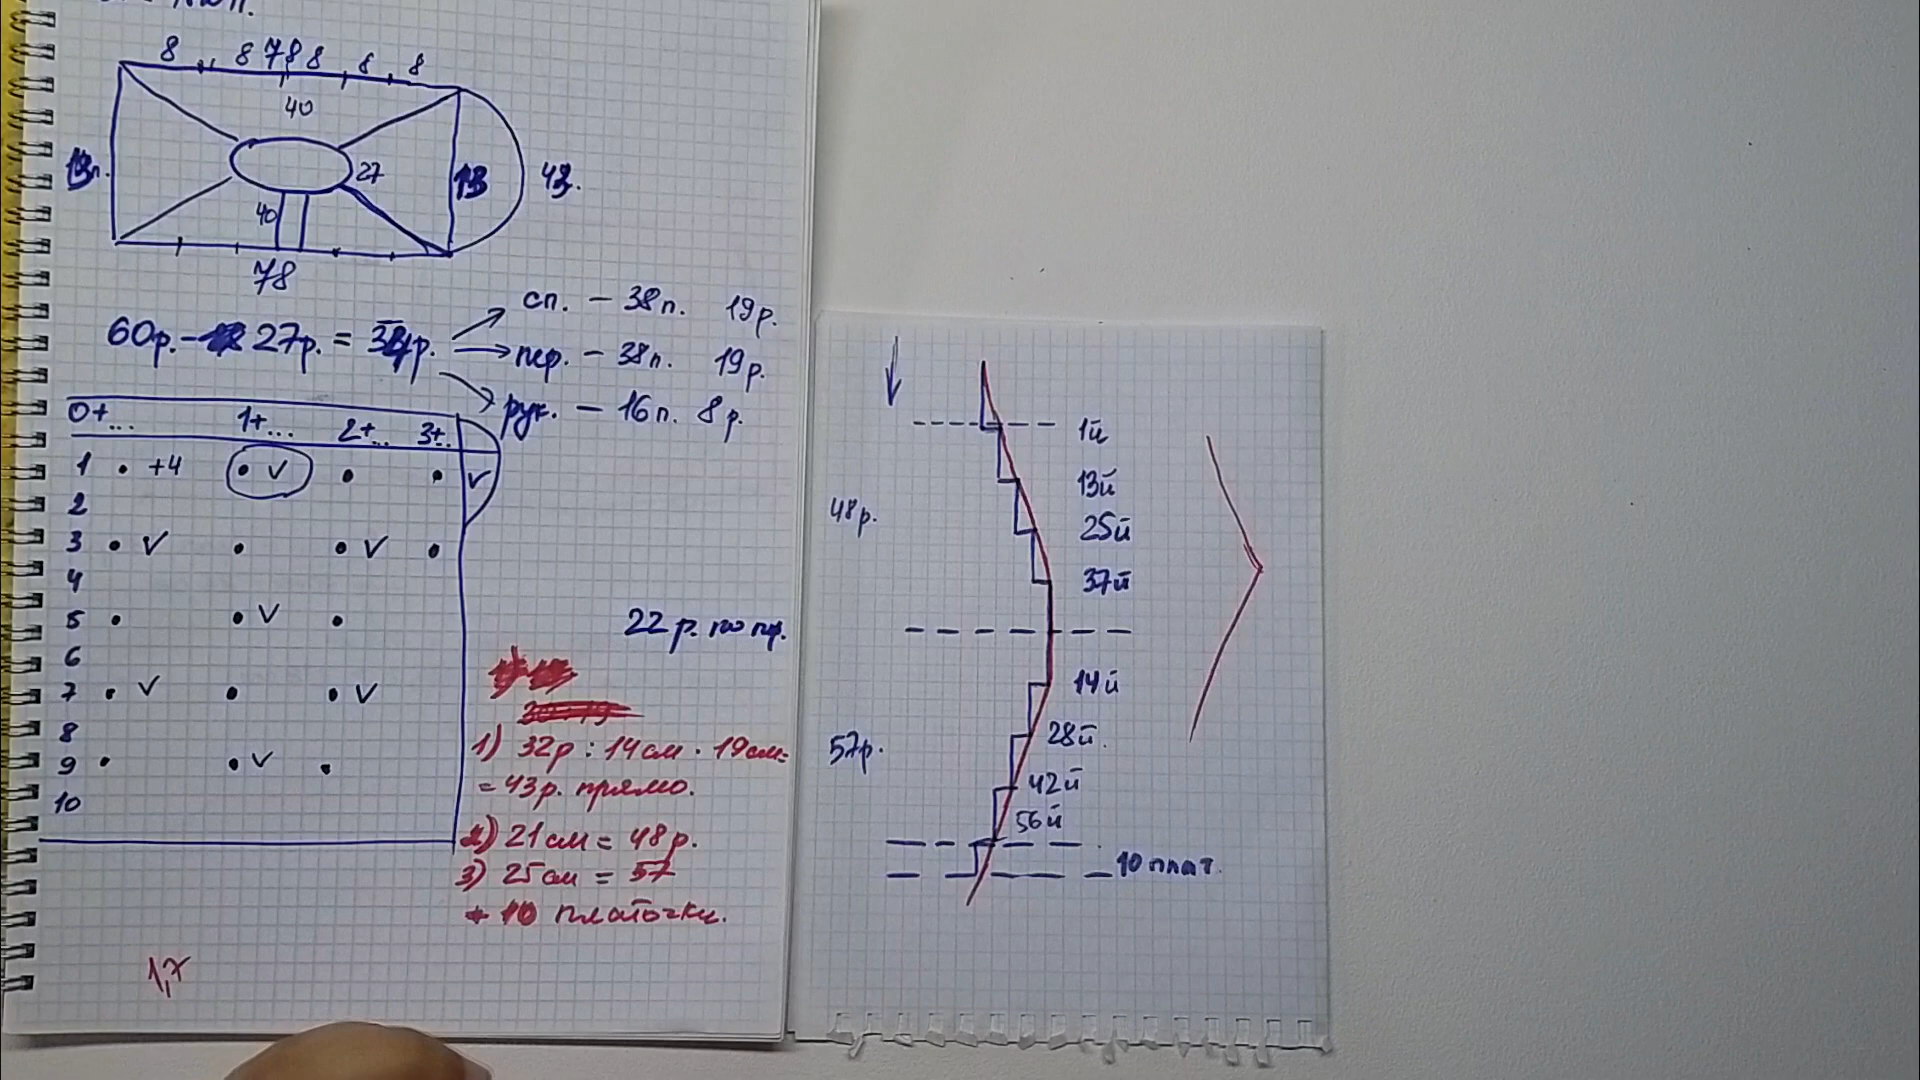 8 8 78 8 8 8
40
27
43.
40
78
60р. - 27р. = р.
сп. - 38п. 19р.
пер. - 38п. 19р.
рук. - 16п. 8р.
0+... 1+... 2+... 3+..
1 • +4 • v • • v
2
3 • v • • v •
4
5 • • v •
6
7 • v • • v
8
9 • • v •
10
22 р. по пр.
1) 32р : 14см · 19см=
= 43р. прямо.
2) 21см = 48р.
3) 25см = 57
+ 10 платочки.
1,7
1й
13й
48р.
25й
37й
14й
28й.
57р.
42й
56й
10 плат.